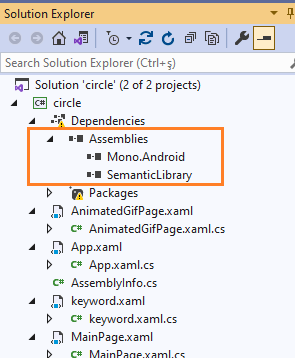 Solution Explorer
Search Solution Explorer (Ctrl+ş)
Solution 'circle' (2 of 2 projects)
C# circle
Dependencies
Assemblies
Mono.Android
SemanticLibrary
Packages
AnimatedGifPage.xaml
C# AnimatedGifPage.xaml.cs
App.xaml
C# App.xaml.cs
C# AssemblyInfo.cs
keyword.xaml
C# keyword.xaml.cs
MainPage.xaml
C# MainPage.xaml.cs